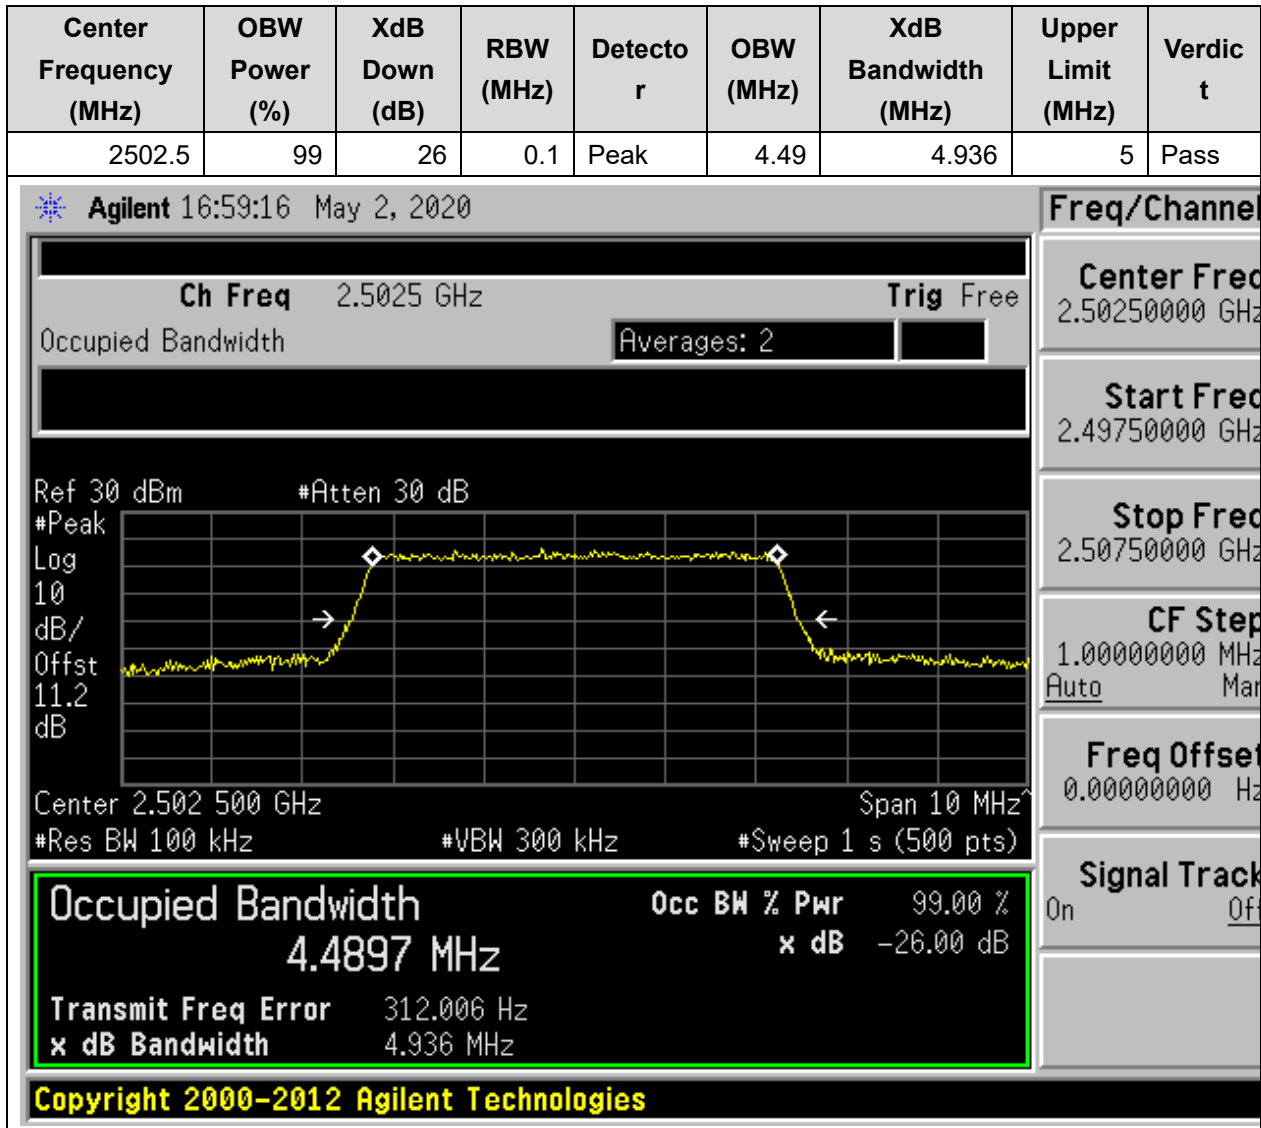 Center Frequency (MHz) OBW Power (%) XdB Down (dB) RBW (MHz) Detector OBW (MHz) XdB Bandwidth (MHz) Upper Limit (MHz) Verdict
2502.5 99 26 0.1 Peak 4.49 4.936 5 Pass
Agilent 16:59:16 May 2, 2020
Freq/Channel
Ch Freq 2.5025 GHz Trig Free
Occupied Bandwidth Averages: 2
Center Freq
2.50250000 GHz
Start Freq
2.49750000 GHz
Stop Freq
2.50750000 GHz
CF Step
1.00000000 MHz
Auto Man
Freq Offset
0.00000000 Hz
Signal Track
On Off
Ref 30 dBm #Atten 30 dB
#Peak
Log
10
dB/
Offst
11.2
dB
Center 2.502 500 GHz Span 10 MHz^
#Res BW 100 kHz #VBW 300 kHz #Sweep 1 s (500 pts)
Occupied Bandwidth Occ BW % Pwr 99.00 %
4.4897 MHz x dB -26.00 dB
Transmit Freq Error 312.006 Hz
x dB Bandwidth 4.936 MHz
Copyright 2000-2012 Agilent Technologies